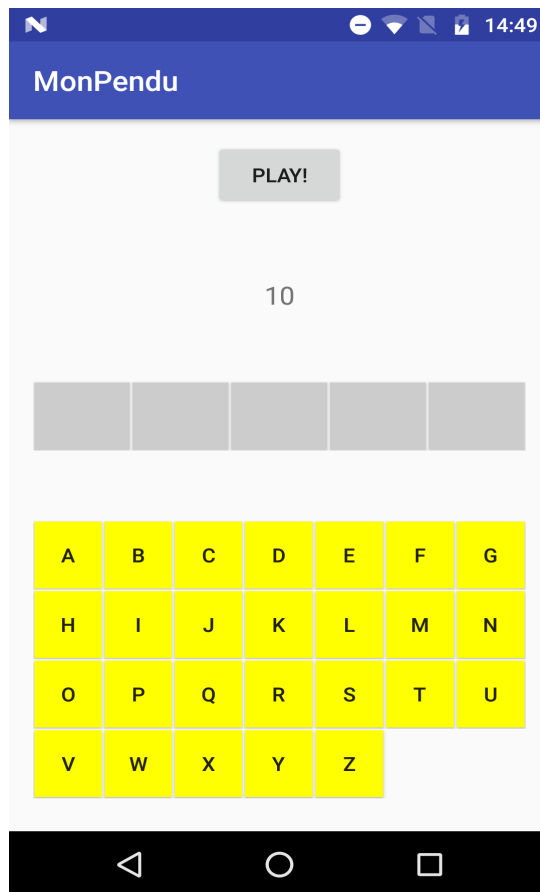 14:49
MonPendu
PLAY!
10
A B C D E F G
H I J K L M N
O P Q R S T U
V W X Y Z